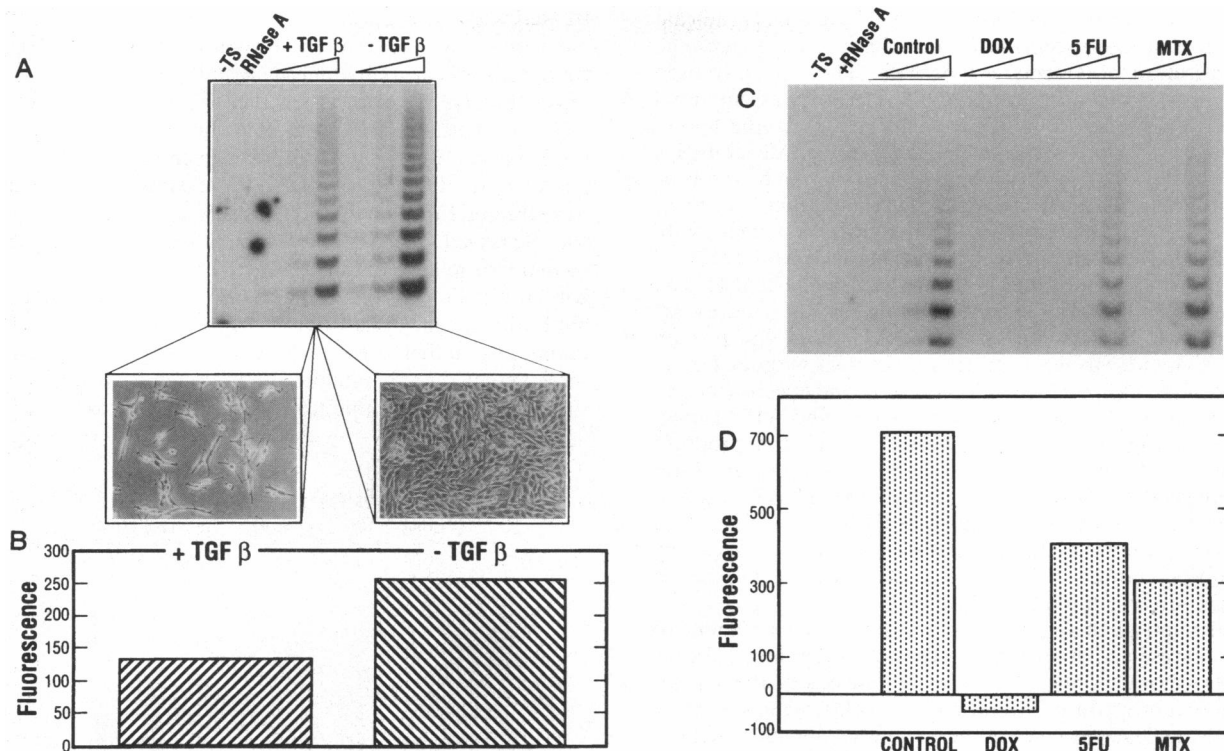 A
-TS
RNase A
+ TGF β
- TGF β
C
-TS
+RNase A
Control
DOX
5 FU
MTX
B
+ TGF β
- TGF β
Fluorescence
300
250
200
150
100
50
0
D
Fluorescence
700
500
300
100
0
-100
CONTROL
DOX
5FU
MTX